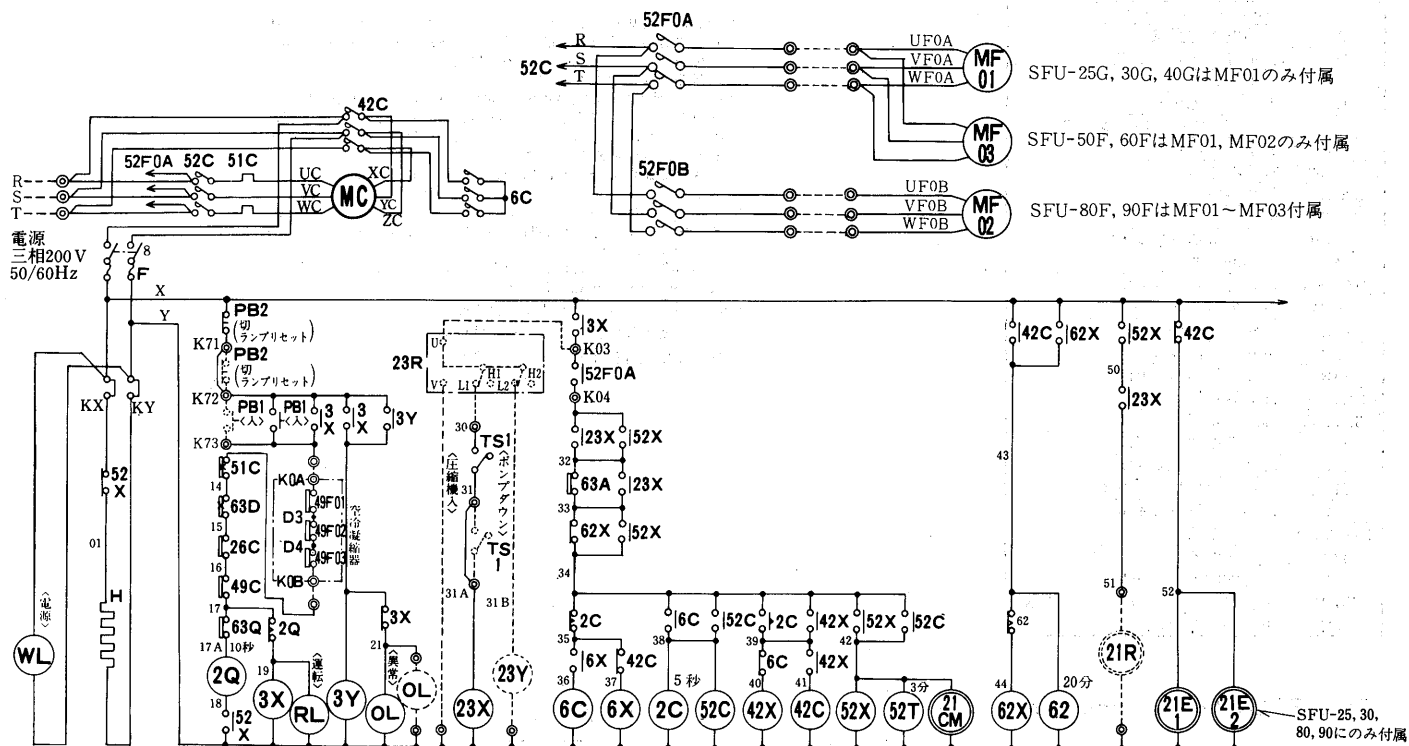 52F0A
R
S
T
52C
UF0A
VF0A
WF0A
MF
01
SFU-25G, 30G, 40GはMF01のみ付属
MF
03
SFU-50F, 60FはMF01, MF02のみ付属
52F0B
UF0B
VF0B
WF0B
MF
02
SFU-80F, 90FはMF01〜MF03付属
42C
52F0A
52C
51C
R
S
T
UC
VC
WC
MC
XC
YC
ZC
6C
電源
三相200V
50/60Hz
8
F
X
Y
KX
KY
52
X
01
H
〈電源〉
WL
PB2
(切
ランプリセット)
K71
PB2
(切
ランプリセット)
K72
PB1
〈入〉
PB1
〈入〉
3
X
3
X
3Y
K73
51C
14
63D
15
26C
16
49C
17
63Q
17A
10秒
2Q
18
52
X
K0A
49F01
D3
49F02
D4
49F03
K0B
空冷凝縮器
2Q
19
3X
〈運転〉
RL
3Y
3X
21
〈異常〉
OL
OL
23R
U
V
L1
H1
L2
H2
30
TS1
31
〈圧縮機入〉
〈ポンプダウン〉
TS
1
31A
31B
23X
23Y
3X
K03
52F0A
K04
23X
52X
32
63A
23X
33
62X
52X
34
2C
35
6X
42C
36
37
6C
6X
6C
38
52C
5秒
2C
52C
2C
39
6C
40
42X
42X
42X
41
42C
52X
42
52C
52X
3分
52T
21
CM
42C
62X
43
62
44
62X
20分
62
52X
50
23X
51
21R
42C
52
21E
1
21E
2
SFU-25, 30,
80, 90にのみ付属